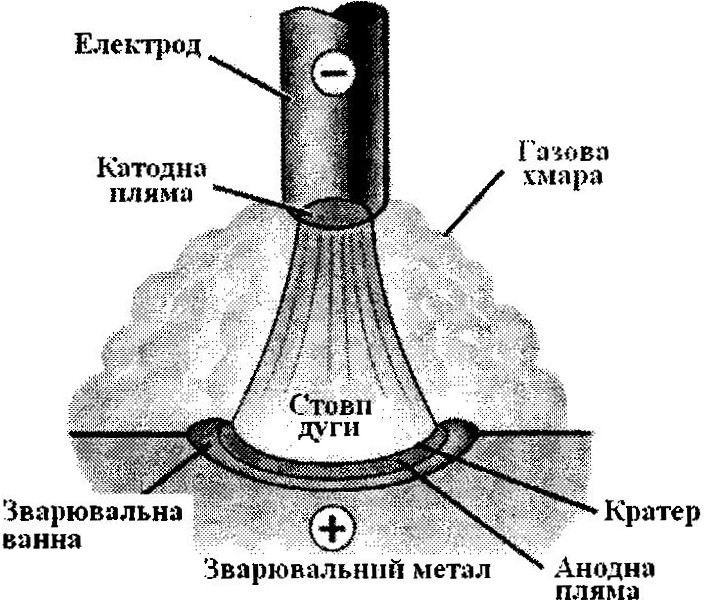 Електрод
−
Катодна
пляма
Газова
хмара
Стовп
дуги
Зварювальна
ванна
+
Зварювальний метал
Кратер
Анодна
пляма